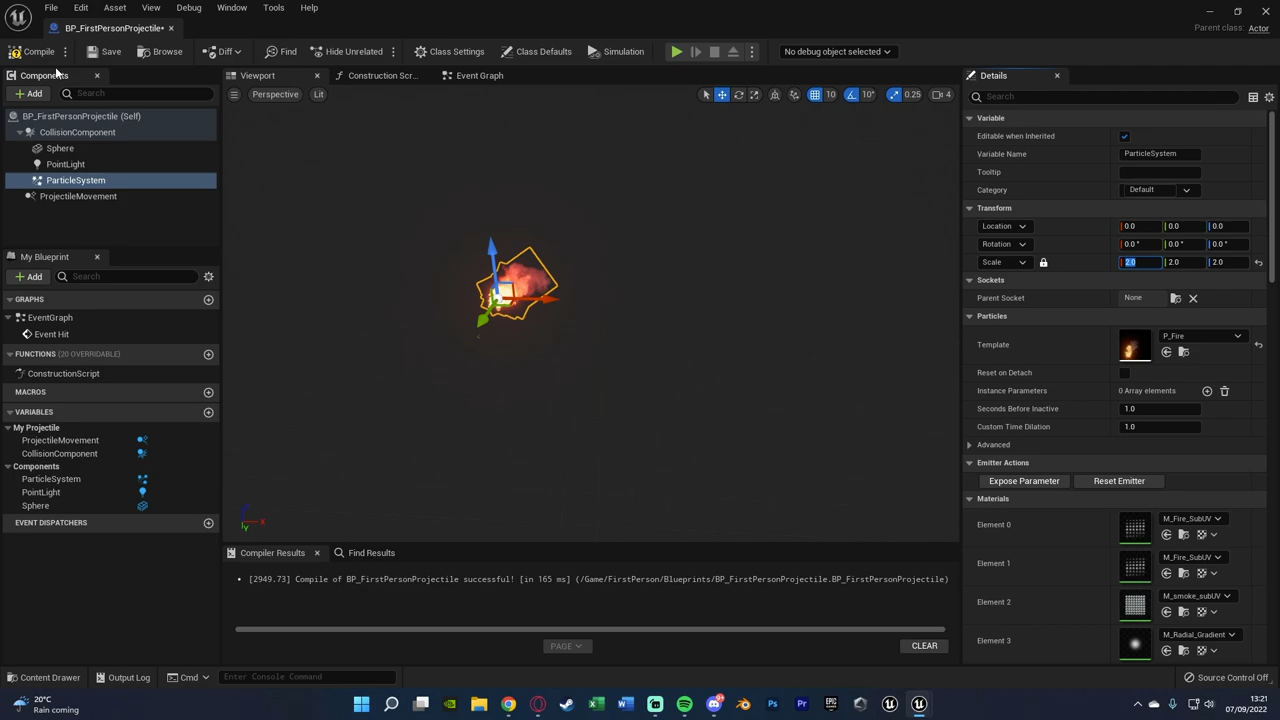 File Edit Asset View Debug Window Tools Help
BP_FirstPersonProjectile*
Parent class: Actor
Compile Save Browse Diff Find Hide Unrelated Class Settings Class Defaults Simulation No debug object selected
Components
Viewport Construction Scr... Event Graph
Details
Add Search
Perspective Lit
10 10° 0.25 4
Search
BP_FirstPersonProjectile (Self)
CollisionComponent
Sphere
PointLight
ParticleSystem
ProjectileMovement
My Blueprint
Add Search
GRAPHS
EventGraph
Event Hit
FUNCTIONS (20 OVERRIDABLE)
ConstructionScript
MACROS
VARIABLES
My Projectile
ProjectileMovement
CollisionComponent
Components
ParticleSystem
PointLight
Sphere
EVENT DISPATCHERS
Compiler Results Find Results
[2949.73] Compile of BP_FirstPersonProjectile successful! [in 165 ms] (/Game/FirstPerson/Blueprints/BP_FirstPersonProjectile.BP_FirstPersonProjectile)
PAGE CLEAR
Variable
Editable when Inherited
Variable Name ParticleSystem
Tooltip
Category Default
Transform
Location 0.0 0.0 0.0
Rotation 0.0° 0.0° 0.0°
Scale 2.0 2.0 2.0
Sockets
Parent Socket None
Particles
Template P_Fire
Reset on Detach
Instance Parameters 0 Array elements
Seconds Before Inactive 1.0
Custom Time Dilation 1.0
Advanced
Emitter Actions
Expose Parameter Reset Emitter
Materials
Element 0 M_Fire_SubUV
Element 1 M_Fire_SubUV
Element 2 M_smoke_subUV
Element 3 M_Radial_Gradient
Content Drawer Output Log Cmd Enter Console Command Source Control Off
20°C
Rain coming
13:21
07/09/2022